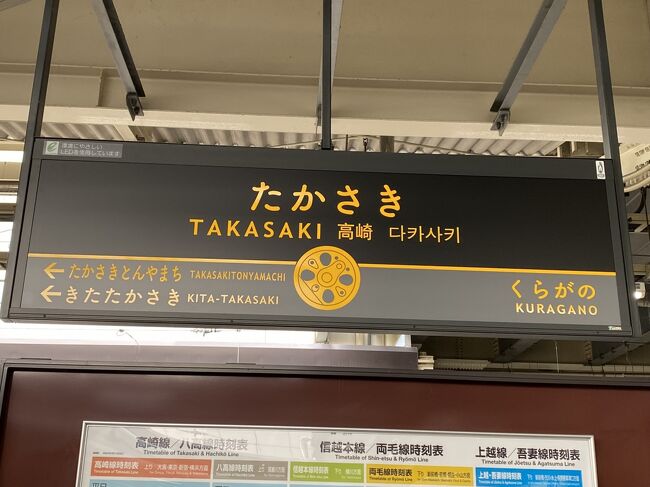 環境にやさしい
LEDを使用しています
たかさき
TAKASAKI 高崎 다카사키
← たかさきとんやまち TAKASAKITONYAMACHI
← きたたかさき KITA-TAKASAKI
くらがの
KURAGANO
高崎線／八高線時刻表
Timetable of Takasaki & Hachikō Line
信越本線／両毛線時刻表
Timetable of Shin-etsu & Ryōmō Line
上越線／吾妻線時刻表
Timetable of Jōetsu & Agatsuma Line
高崎線時刻表
八高線時刻表
信越本線時刻表
両毛線時刻表
上越・吾妻線時刻表